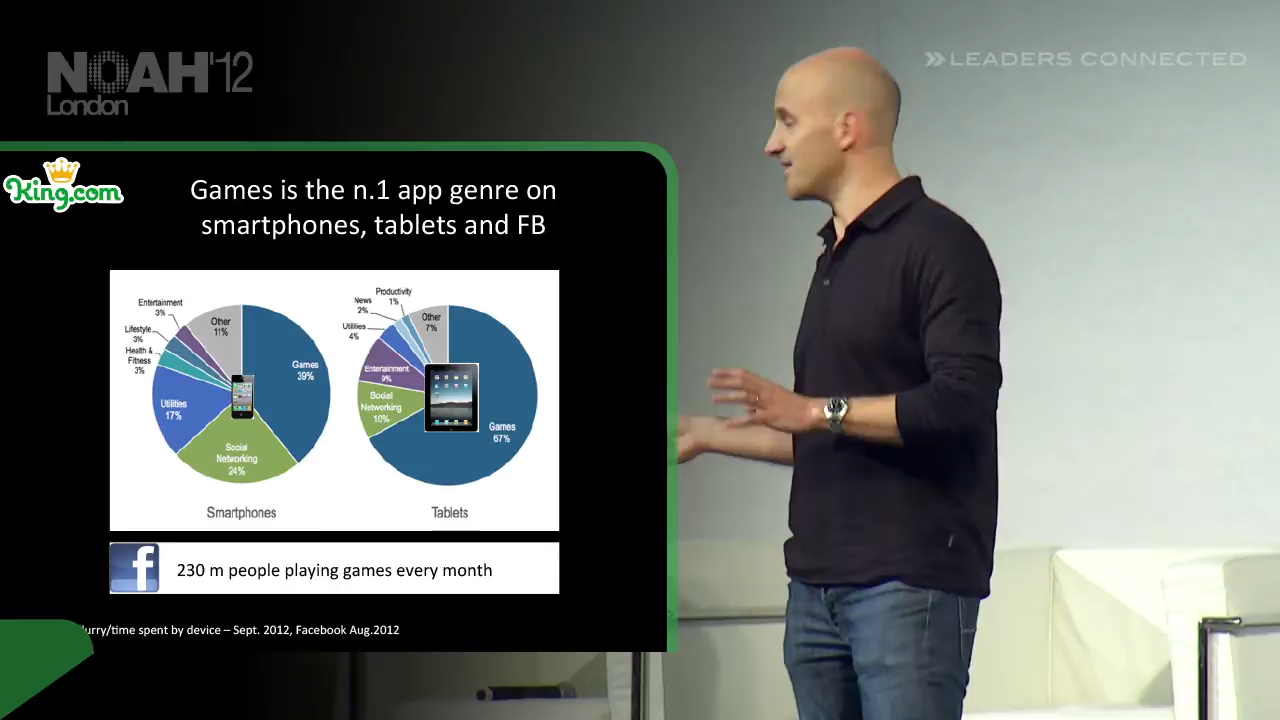 NOAH'12
London
LEADERS CONNECTED
King.com
Games is the n.1 app genre on
smartphones, tablets and FB
Entertainment
3%
Lifestyle
3%
Health &
Fitness
3%
Other
11%
Games
39%
Utilities
17%
Social
Networking
24%
Smartphones
News
2%
Productivity
1%
Utilities
4%
Other
7%
Entertainment
9%
Social
Networking
10%
Games
67%
Tablets
f
230 m people playing games every month
lurry/time spent by device – Sept. 2012, Facebook Aug.2012